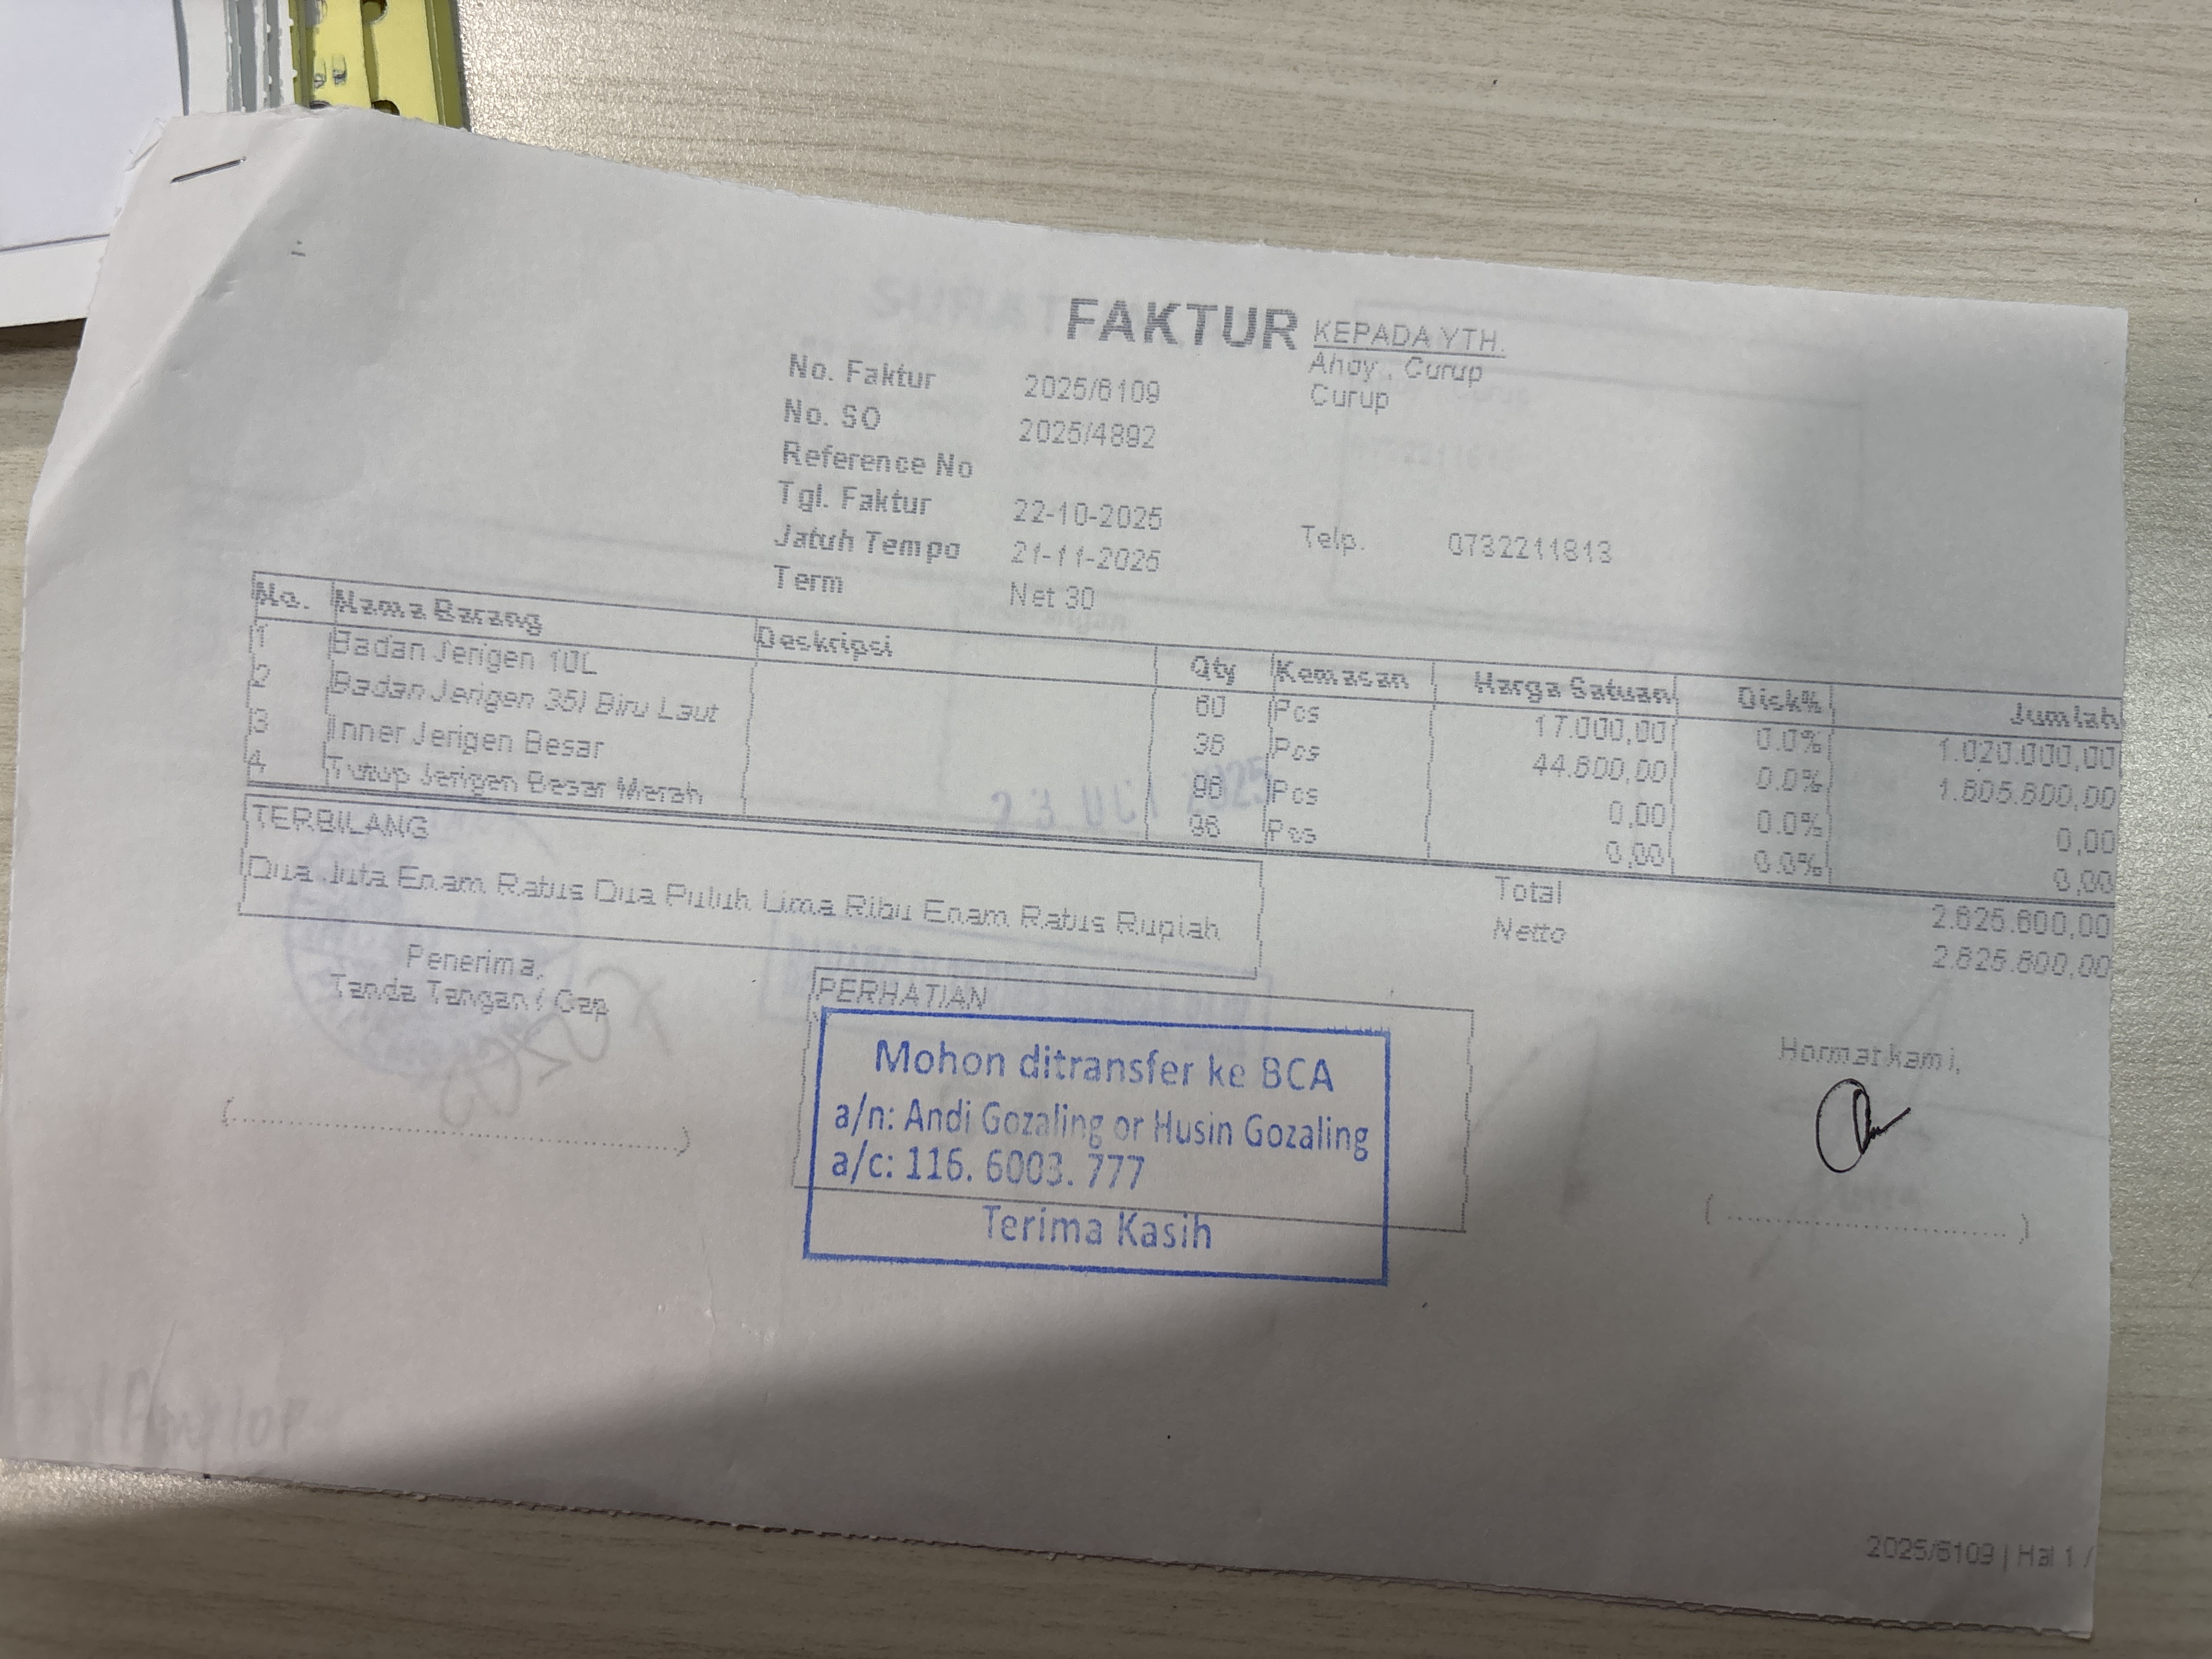 FAKTUR
KEPADA YTH.
Ahoy , Curup
Curup
No. Faktur 2025/6109
No. SO 2025/4892
Reference No
Tgl. Faktur 22-10-2025
Jatuh Tempo 21-11-2025
Term Net 30
Telp. 0732211813
No. Nama Barang Deskripsi Qty Kemasan Harga Satuan Disk% Jumlah
1 Badan Jerigen 10L 60 Pcs 17.000,00 0.0% 1.020.000,00
2 Badan Jerigen 35l Biru Laut 36 Pcs 44.600,00 0.0% 1.605.600,00
3 Inner Jerigen Besar 96 Pcs 0,00 0.0% 0,00
4 Tutup Jerigen Besar Merah 96 Pcs 0,00 0.0% 0,00
23 OCT 2025
TERBILANG
Dua Juta Enam Ratus Dua Puluh Lima Ribu Enam Ratus Rupiah
Total 2.625.600,00
Netto 2.625.600,00
Penerima,
Tanda Tangan / Cap
(.......................................................)
PERHATIAN
Mohon ditransfer ke BCA
a/n: Andi Gozaling or Husin Gozaling
a/c: 116. 6003. 777
Terima Kasih
Hormat kami,
( ................................... )
2025/6109 | Hal 1 /